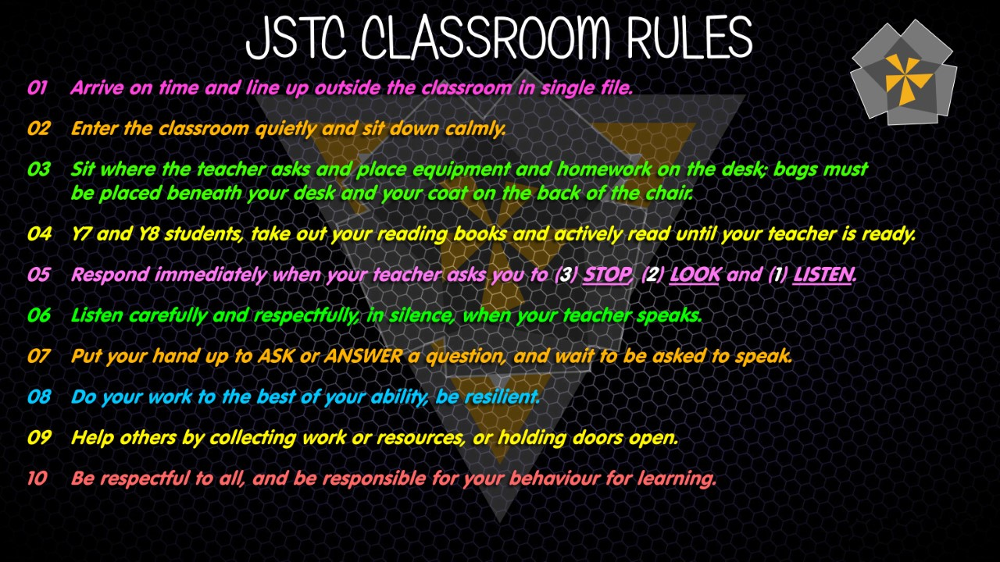 JSTC CLASSROOM RULES
01 Arrive on time and line up outside the classroom in single file.
02 Enter the classroom quietly and sit down calmly.
03 Sit where the teacher asks and place equipment and homework on the desk; bags must
be placed beneath your desk and your coat on the back of the chair.
04 Y7 and Y8 students, take out your reading books and actively read until your teacher is ready.
05 Respond immediately when your teacher asks you to (3) STOP, (2) LOOK and (1) LISTEN.
06 Listen carefully and respectfully, in silence, when your teacher speaks.
07 Put your hand up to ASK or ANSWER a question, and wait to be asked to speak.
08 Do your work to the best of your ability, be resilient.
09 Help others by collecting work or resources, or holding doors open.
10 Be respectful to all, and be responsible for your behaviour for learning.